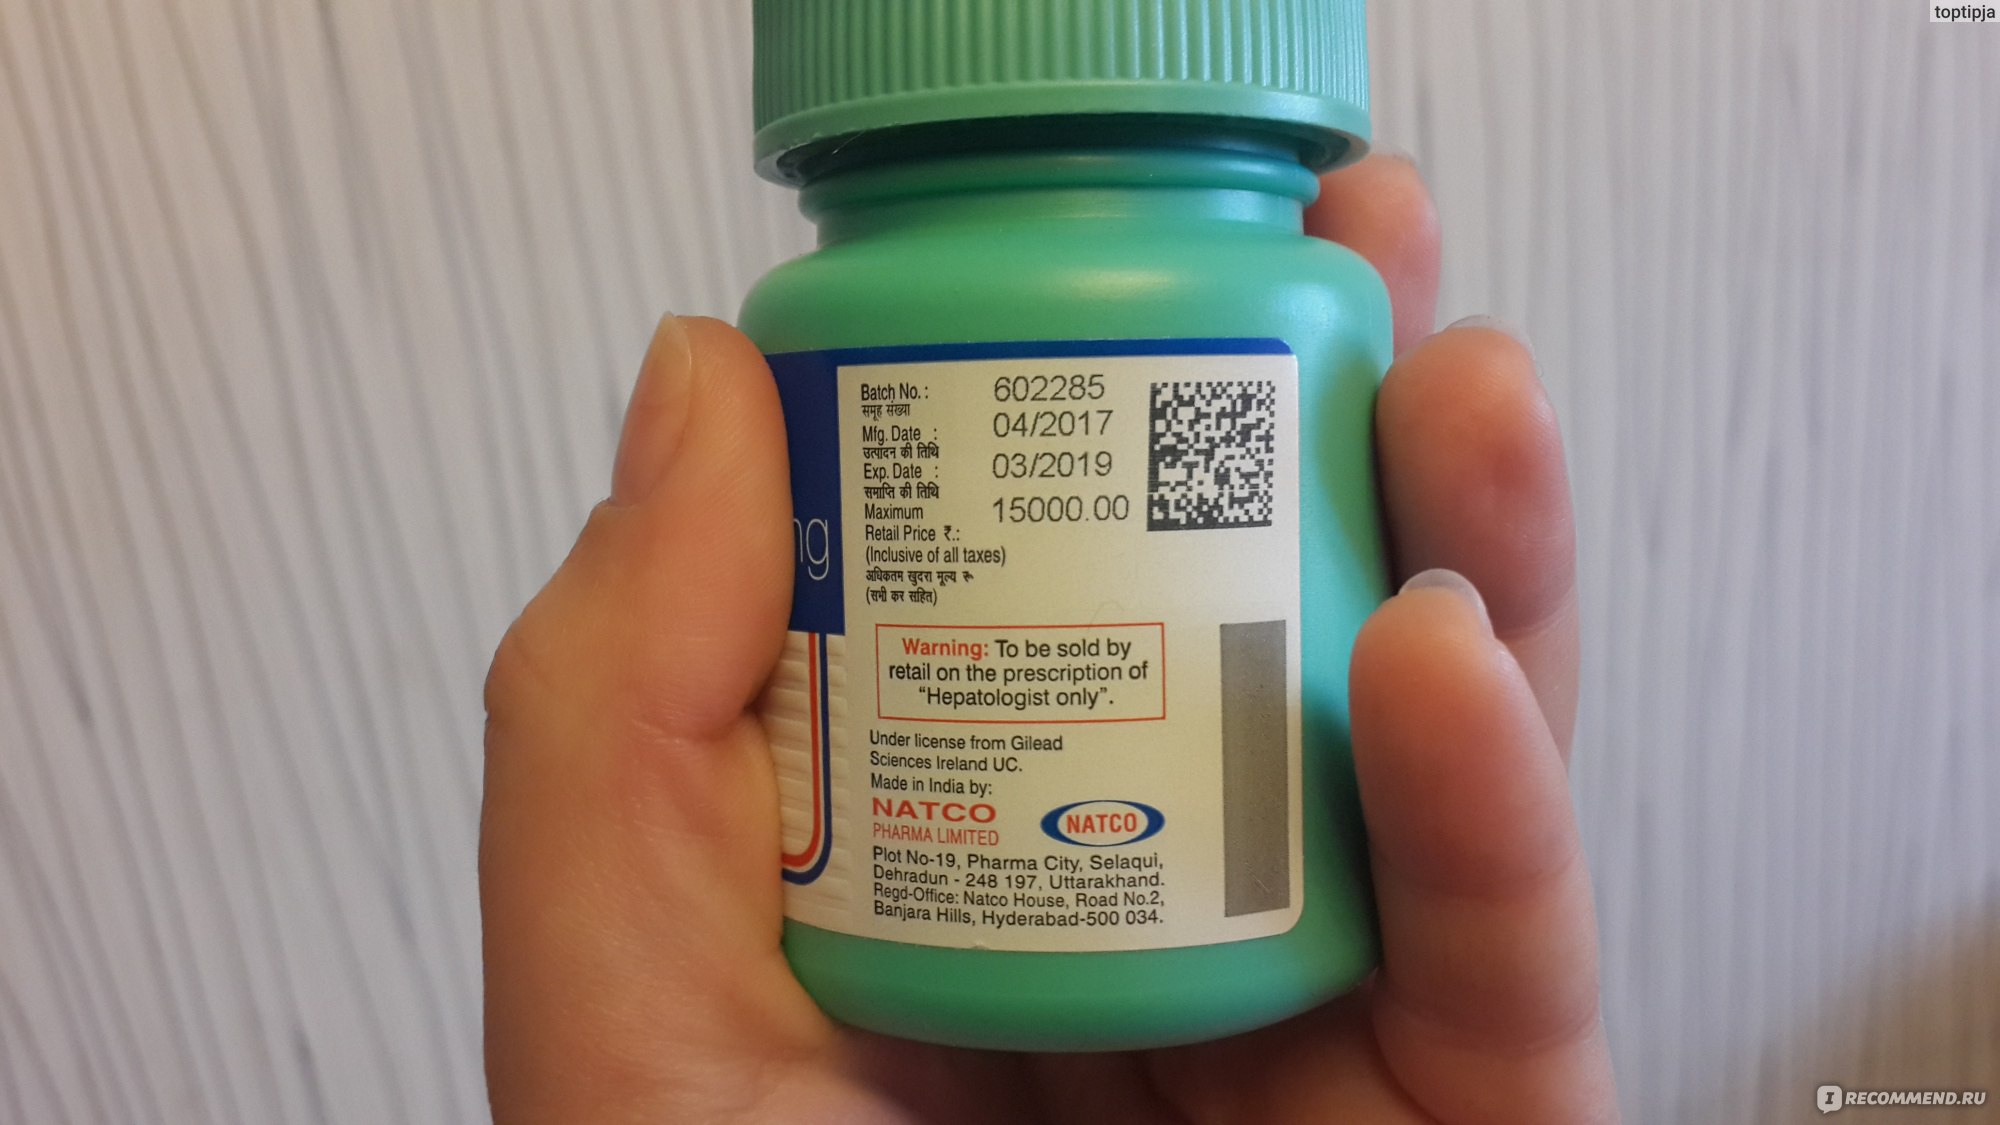 toptipja
Batch No. : 602285
समूह संख्या
Mfg. Date : 04/2017
उत्पादन की तिथि
Exp. Date : 03/2019
समाप्ति की तिथि
Maximum 15000.00
Retail Price ₹.:
(Inclusive of all taxes)
अधिकतम खुदरा मूल्य रू
(सभी कर सहित)
Warning: To be sold by
retail on the prescription of
“Hepatologist only”.
Under license from Gilead
Sciences Ireland UC.
Made in India by:
NATCO
PHARMA LIMITED
NATCO
Plot No-19, Pharma City, Selaqui,
Dehradun - 248 197, Uttarakhand.
Regd-Office: Natco House, Road No.2,
Banjara Hills, Hyderabad-500 034.
IRECOMMEND.RU